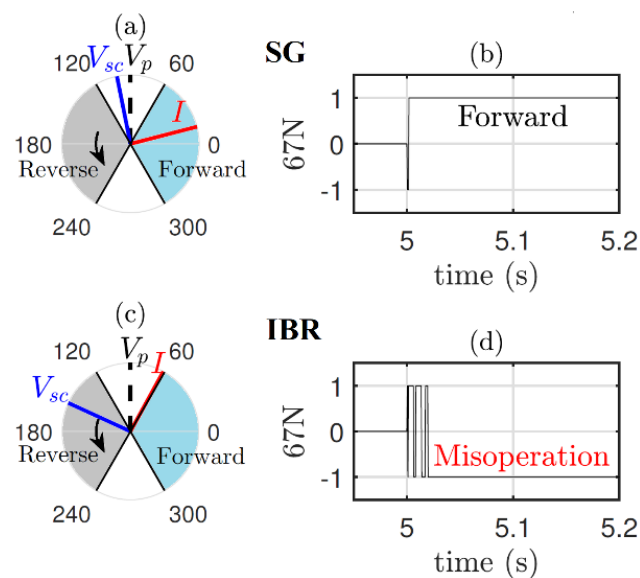 (a)
SG
(b)
120
V_sc
V_p
60
I
180
0
Reverse
Forward
240
300
67N
1
0
-1
Forward
5
5.1
5.2
time (s)
(c)
IBR
(d)
120
V_p
I
60
V_sc
180
0
Reverse
Forward
240
300
67N
1
0
-1
Misoperation
5
5.1
5.2
time (s)